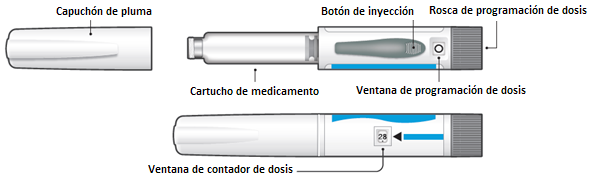 Capuchón de pluma
Botón de inyección
Rosca de programación de dosis
Cartucho de medicamento
Ventana de programación de dosis
28
Ventana de contador de dosis